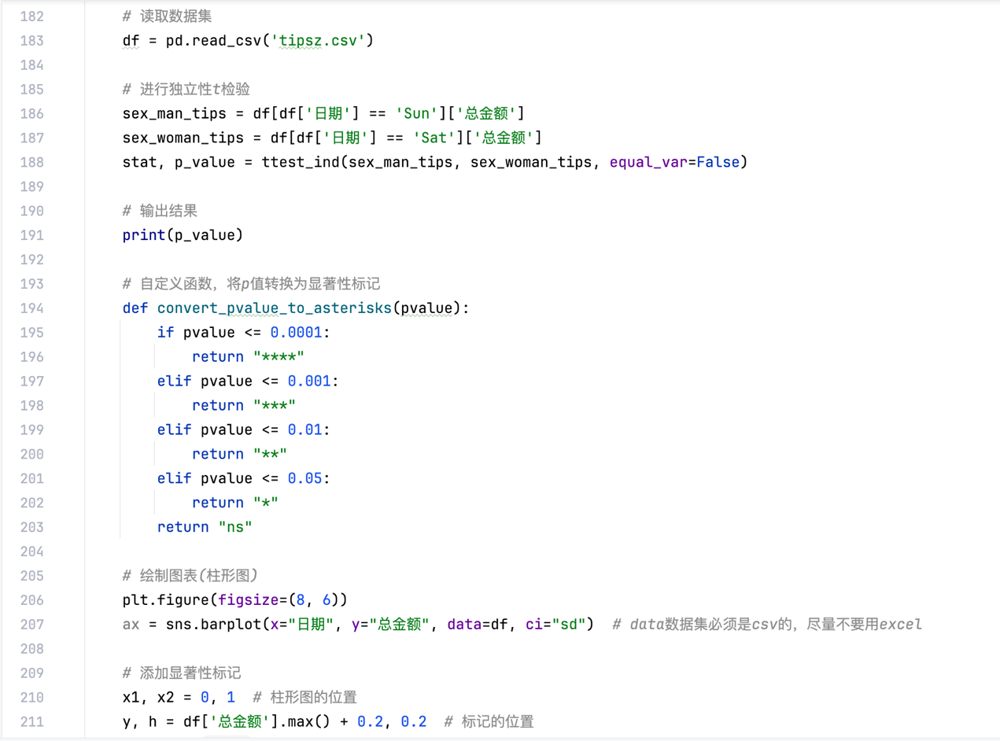 182 # 读取数据集
183 df = pd.read_csv('tipsz.csv')
184
185 # 进行独立性t检验
186 sex_man_tips = df[df['日期'] == 'Sun']['总金额']
187 sex_woman_tips = df[df['日期'] == 'Sat']['总金额']
188 stat, p_value = ttest_ind(sex_man_tips, sex_woman_tips, equal_var=False)
189
190 # 输出结果
191 print(p_value)
192
193 # 自定义函数，将p值转换为显著性标记
194 def convert_pvalue_to_asterisks(pvalue):
195     if pvalue <= 0.0001:
196         return "****"
197     elif pvalue <= 0.001:
198         return "***"
199     elif pvalue <= 0.01:
200         return "**"
201     elif pvalue <= 0.05:
202         return "*"
203     return "ns"
204
205 # 绘制图表(柱形图)
206 plt.figure(figsize=(8, 6))
207 ax = sns.barplot(x="日期", y="总金额", data=df, ci="sd")  # data数据集必须是csv的，尽量不要用excel
208
209 # 添加显著性标记
210 x1, x2 = 0, 1  # 柱形图的位置
211 y, h = df['总金额'].max() + 0.2, 0.2  # 标记的位置